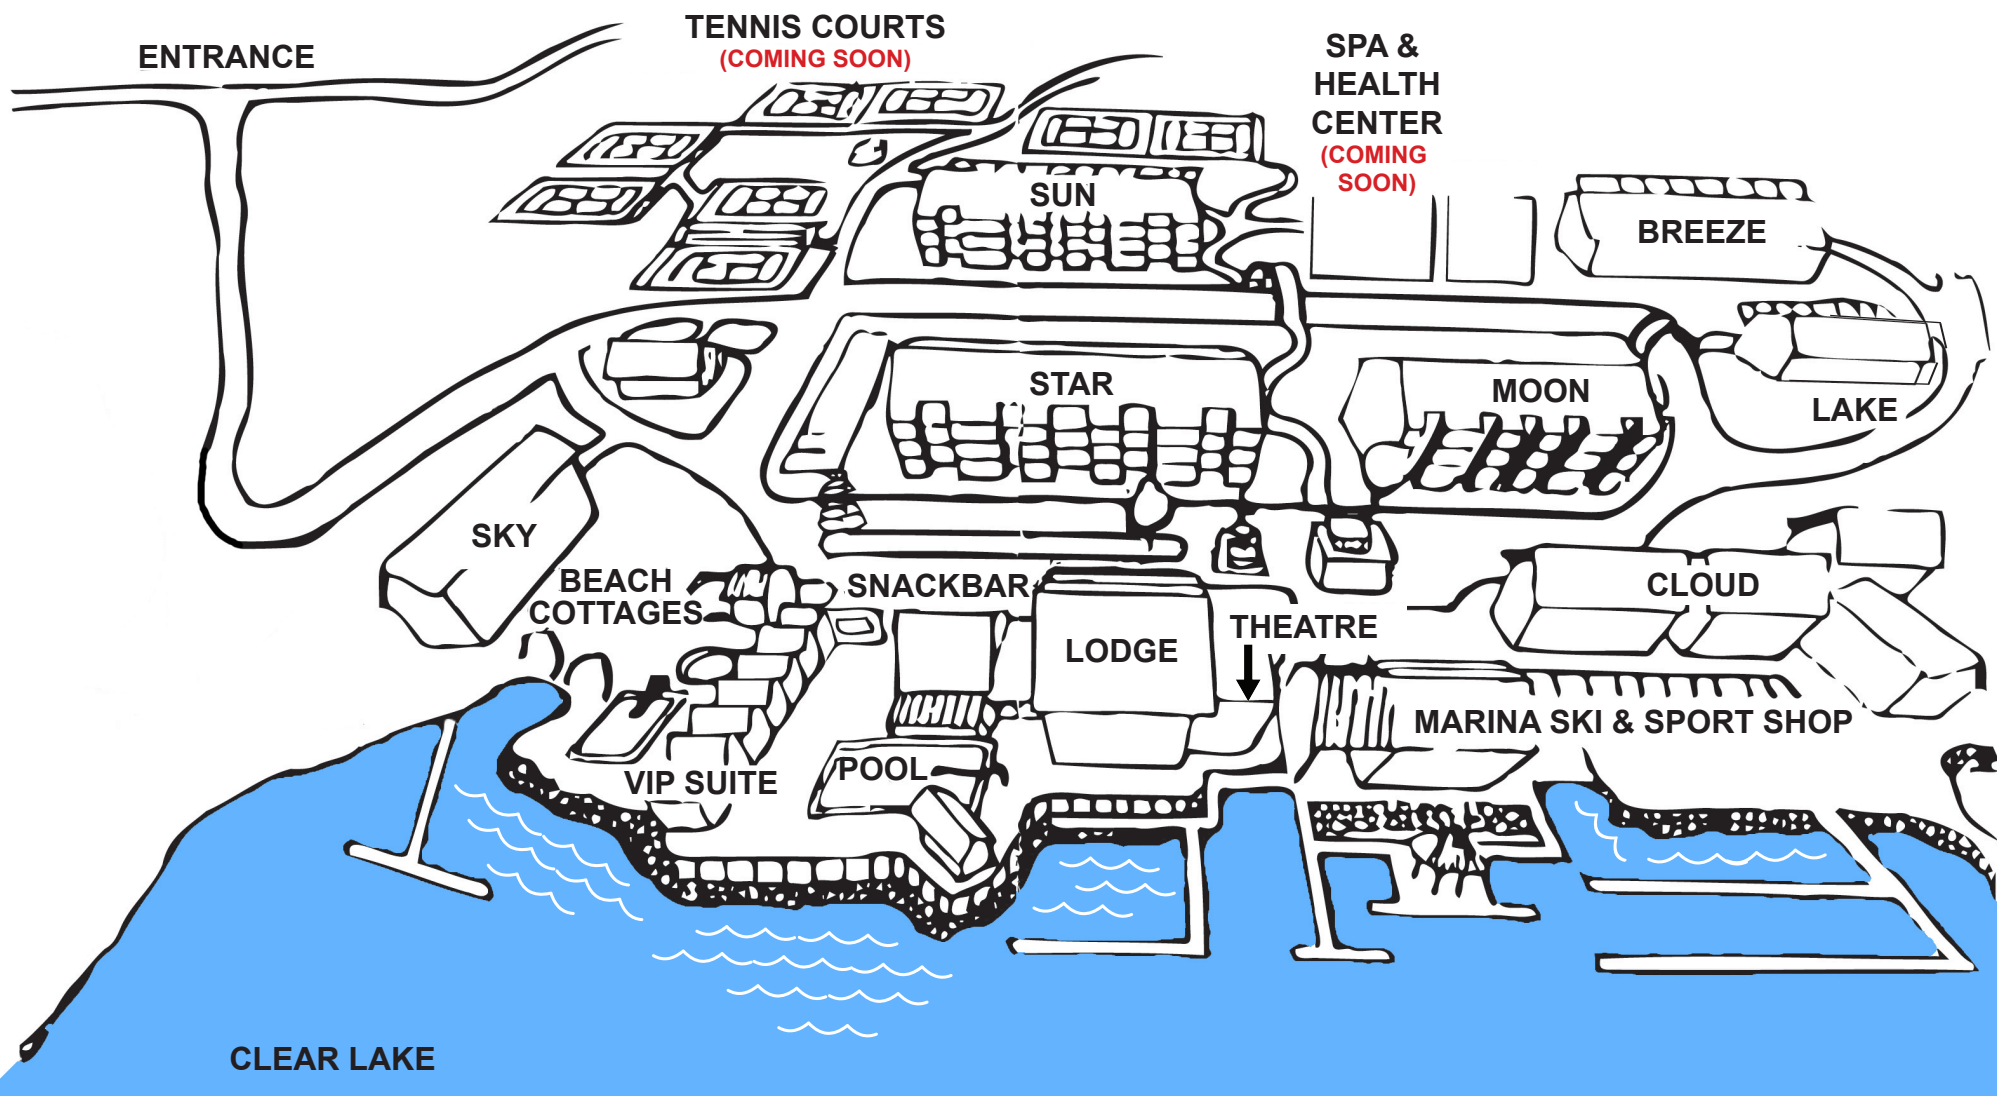 ENTRANCE
TENNIS COURTS
(COMING SOON)
SPA &
HEALTH
CENTER
(COMING
SOON)
SUN
BREEZE
STAR
MOON
LAKE
SKY
BEACH
COTTAGES
SNACKBAR
CLOUD
LODGE
THEATRE
MARINA SKI & SPORT SHOP
VIP SUITE
POOL
CLEAR LAKE